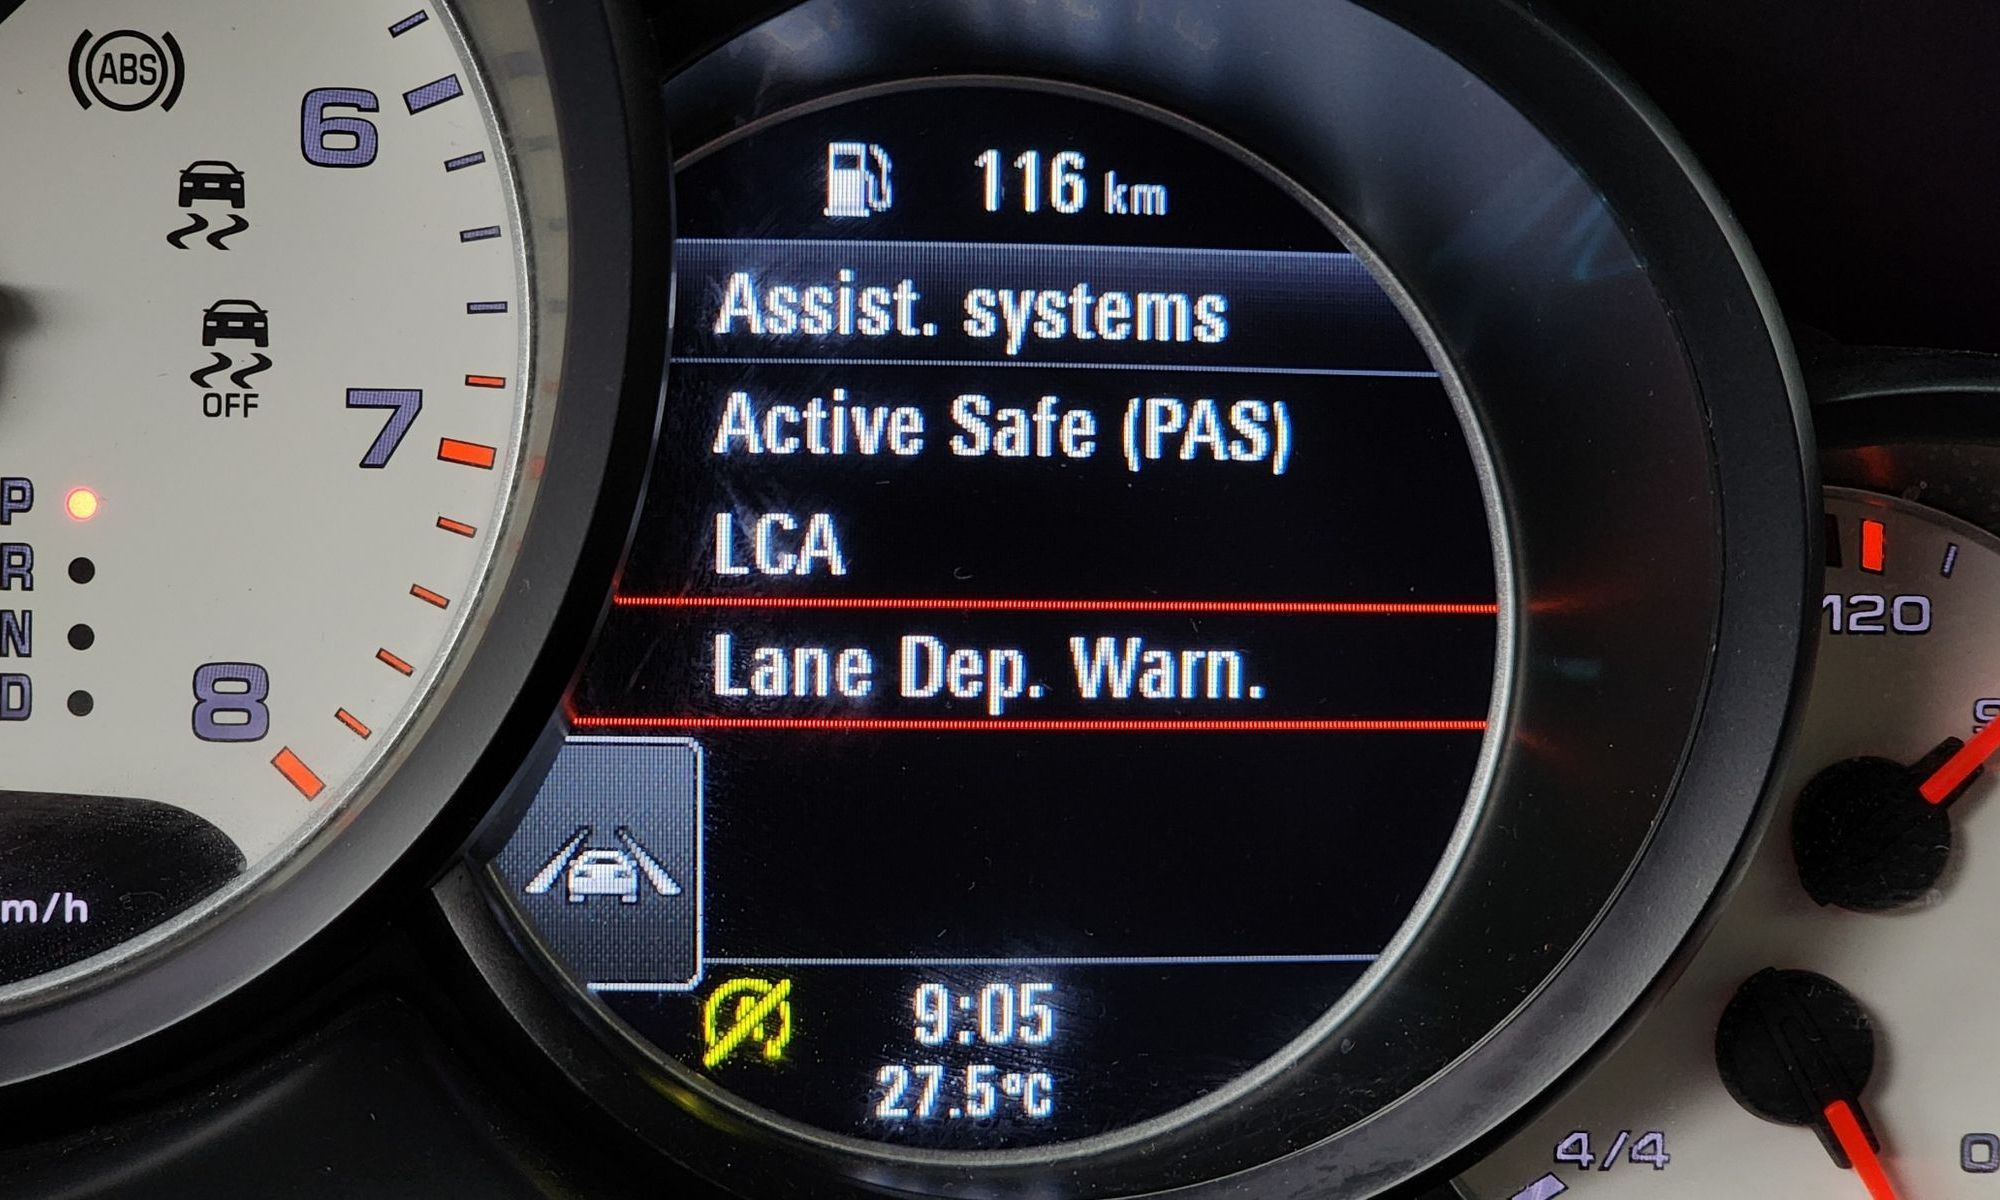 ABS
6
OFF
7
P
R
N
D
8
m/h
116 km
Assist. systems
Active Safe (PAS)
LCA
Lane Dep. Warn.
9:05
27.5°C
120
4/4
0